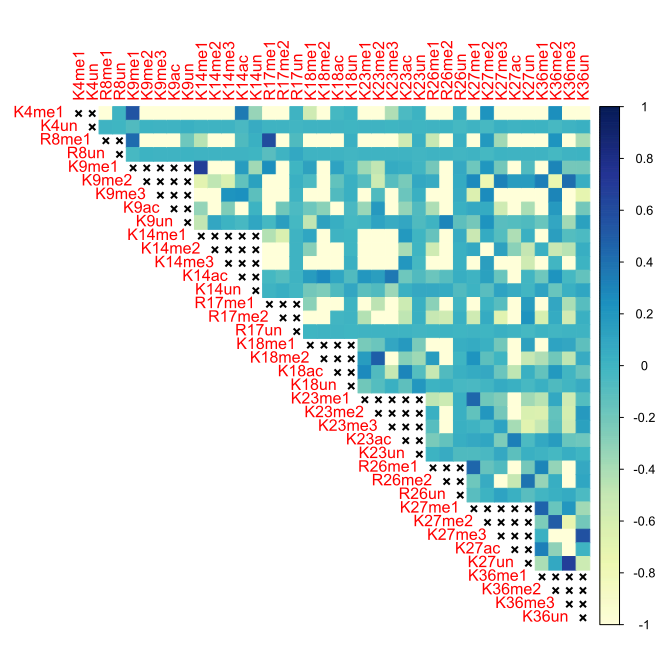 K4me1
K4un
R8me1
R8un
K9me1
K9me2
K9me3
K9ac
K9un
K14me1
K14me2
K14me3
K14ac
K14un
R17me1
R17me2
R17un
K18me1
K18me2
K18ac
K18un
K23me1
K23me2
K23me3
K23ac
K23un
R26me1
R26me2
R26un
K27me1
K27me2
K27me3
K27ac
K27un
K36me1
K36me2
K36me3
K36un
K4me1
K4un
R8me1
R8un
K9me1
K9me2
K9me3
K9ac
K9un
K14me1
K14me2
K14me3
K14ac
K14un
R17me1
R17me2
R17un
K18me1
K18me2
K18ac
K18un
K23me1
K23me2
K23me3
K23ac
K23un
R26me1
R26me2
R26un
K27me1
K27me2
K27me3
K27ac
K27un
K36me1
K36me2
K36me3
K36un
1
0.8
0.6
0.4
0.2
0
-0.2
-0.4
-0.6
-0.8
-1